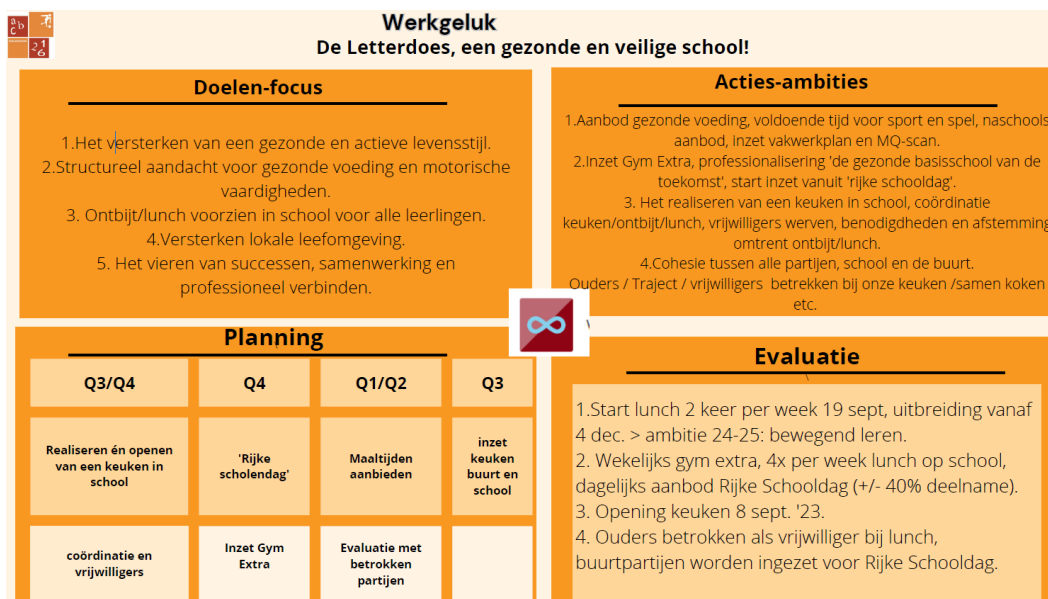 Werkgeluk
De Letterdoes, een gezonde en veilige school!
Doelen-focus
1.Het versterken van een gezonde en actieve levensstijl.
2.Structureel aandacht voor gezonde voeding en motorische
vaardigheden.
3. Ontbijt/lunch voorzien in school voor alle leerlingen.
4.Versterken lokale leefomgeving.
5. Het vieren van successen, samenwerking en
professioneel verbinden.
Acties-ambities
1.Aanbod gezonde voeding, voldoende tijd voor sport en spel, naschools
aanbod, inzet vakwerkplan en MQ-scan.
2.Inzet Gym Extra, professionalisering 'de gezonde basisschool van de
toekomst', start inzet vanuit 'rijke schooldag'.
3. Het realiseren van een keuken in school, coördinatie
keuken/ontbijt/lunch, vrijwilligers werven, benodigdheden en afstemming
omtrent ontbijt/lunch.
4.Cohesie tussen alle partijen, school en de buurt.
Ouders / Traject / vrijwilligers betrekken bij onze keuken /samen koken
etc.
Planning
Q3/Q4
Q4
Q1/Q2
Q3
Realiseren én openen
van een keuken in
school
'Rijke
scholendag'
Maaltijden
aanbieden
inzet
keuken
buurt en
school
coördinatie en
vrijwilligers
Inzet Gym
Extra
Evaluatie met
betrokken
partijen
Evaluatie
1.Start lunch 2 keer per week 19 sept, uitbreiding vanaf
4 dec. > ambitie 24-25: bewegend leren.
2. Wekelijks gym extra, 4x per week lunch op school,
dagelijks aanbod Rijke Schooldag (+/- 40% deelname).
3. Opening keuken 8 sept. '23.
4. Ouders betrokken als vrijwilliger bij lunch,
buurtpartijen worden ingezet voor Rijke Schooldag.